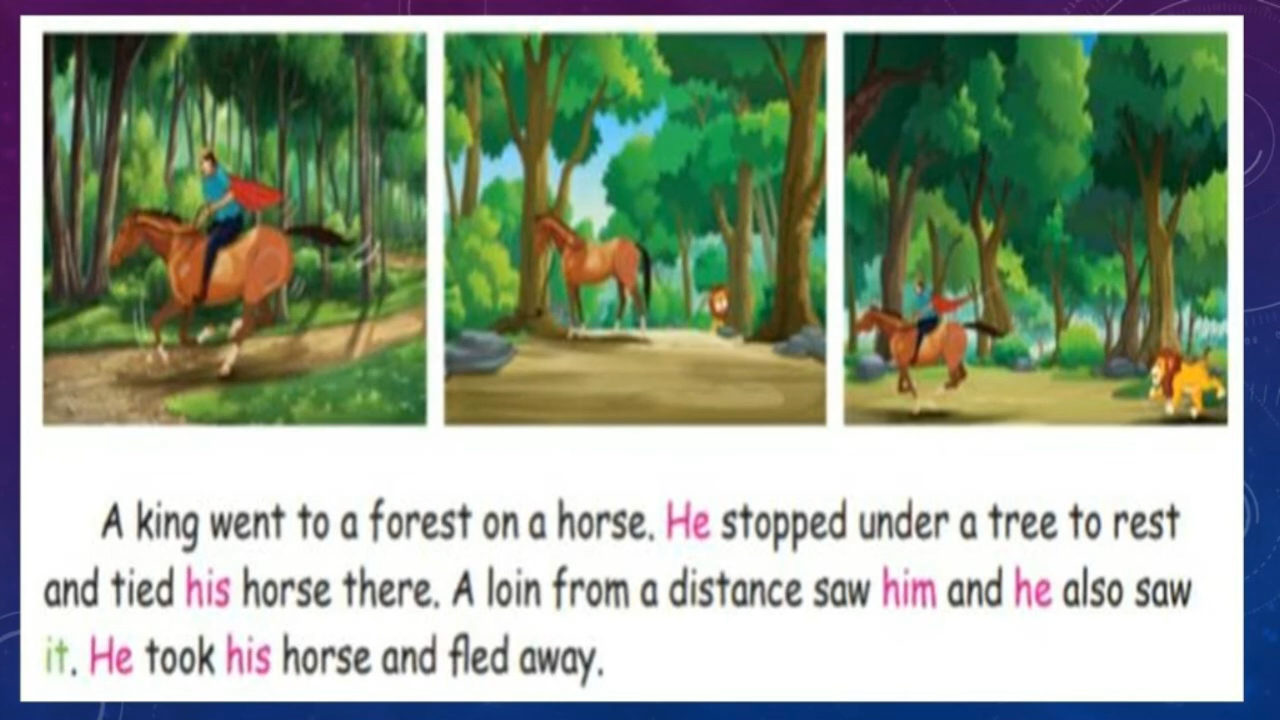 A king went to a forest on a horse. He stopped under a tree to rest
and tied his horse there. A loin from a distance saw him and he also saw
it. He took his horse and fled away.